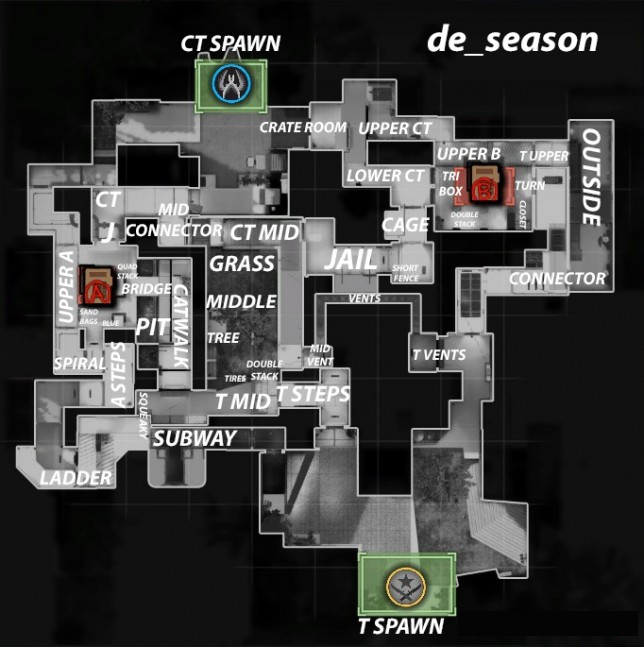 de_season
CT SPAWN
CRATE ROOM
UPPER CT
UPPER B
T UPPER
OUTSIDE
LOWER CT
TRI
BOX
B
TURN
CLOSET
DOUBLE
STACK
CT
J
MID
CONNECTOR
CT MID
CAGE
JAIL
SHORT
FENCE
CONNECTOR
UPPER A
QUAD
STACK
A
BRIDGE
GRASS
SAND
BAGS
BLUE
PIT
CATWALK
MIDDLE
VENTS
TREE
MID
VENT
T VENTS
SPIRAL
A STEPS
DOUBLE
STACK
TIRES
T MID
T STEPS
SQUEAKY
SUBWAY
LADDER
T SPAWN